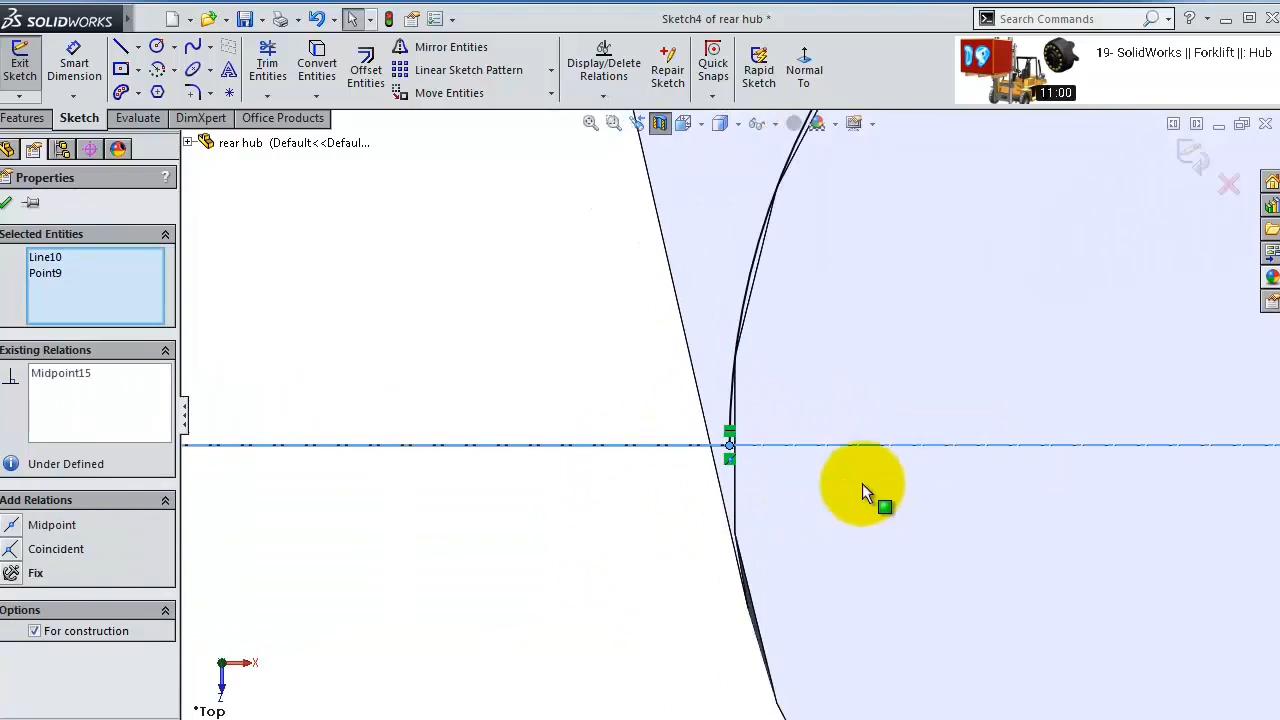 SOLIDWORKS
Sketch4 of rear hub *
Search Commands
?
Exit Sketch
Smart Dimension
Trim Entities
Convert Entities
Offset Entities
Mirror Entities
Linear Sketch Pattern
Move Entities
Display/Delete Relations
Repair Sketch
Quick Snaps
Rapid Sketch
Normal To
19- SolidWorks || Forklift ||: Hub
19
11:00
Features
Sketch
Evaluate
DimXpert
Office Products
rear hub (Default<<Defaul...
Properties
?
Selected Entities
Line10
Point9
Existing Relations
Midpoint15
Under Defined
Add Relations
Midpoint
Coincident
Fix
Options
For construction
X
Z
*Top